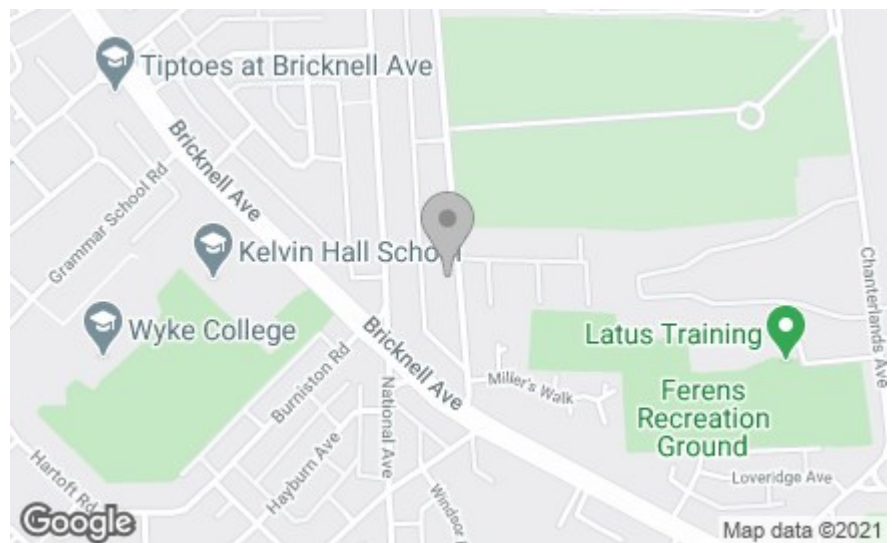 Tiptoes at Bricknell Ave
Bricknell Ave
Grammar School Rd
Kelvin Hall School
Chanterlands Ave
Wyke College
Latus Training
Bricknell Ave
Burniston Rd
Miller's Walk
National Ave
Ferens
Recreation
Ground
Hayburn Ave
Hartoft Rd
Loveridge Ave
Windsor
Google
Map data ©2021